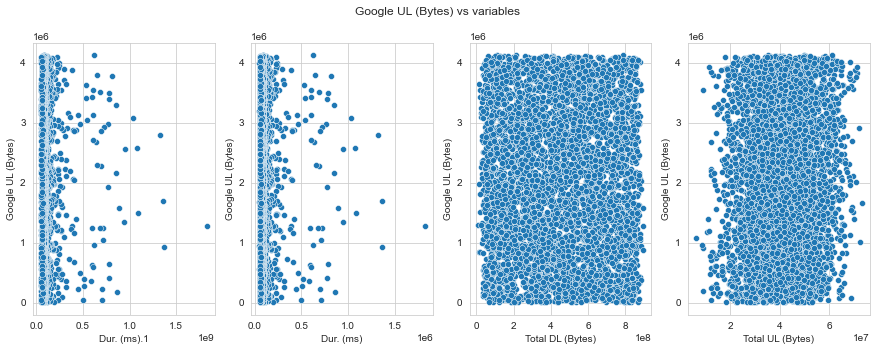 Google UL (Bytes) vs variables
1e6
4
3
2
1
0
Google UL (Bytes)
0.0 0.5 1.0 1.5
1e9
Dur. (ms).1
1e6
4
3
2
1
0
Google UL (Bytes)
0.0 0.5 1.0 1.5
1e6
Dur. (ms)
1e6
4
3
2
1
0
Google UL (Bytes)
0 2 4 6 8
1e8
Total DL (Bytes)
1e6
4
3
2
1
0
Google UL (Bytes)
2 4 6
1e7
Total UL (Bytes)